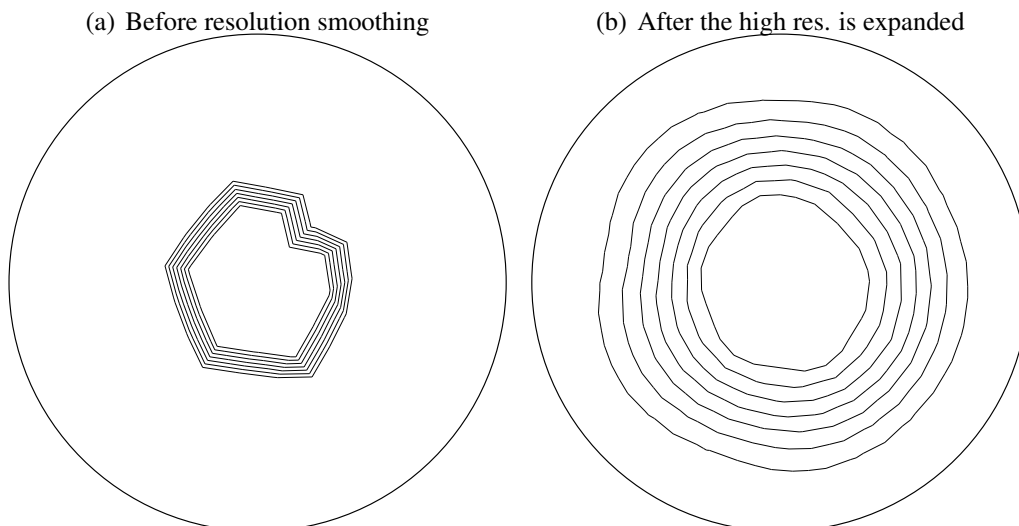 (a) Before resolution smoothing
(b) After the high res. is expanded